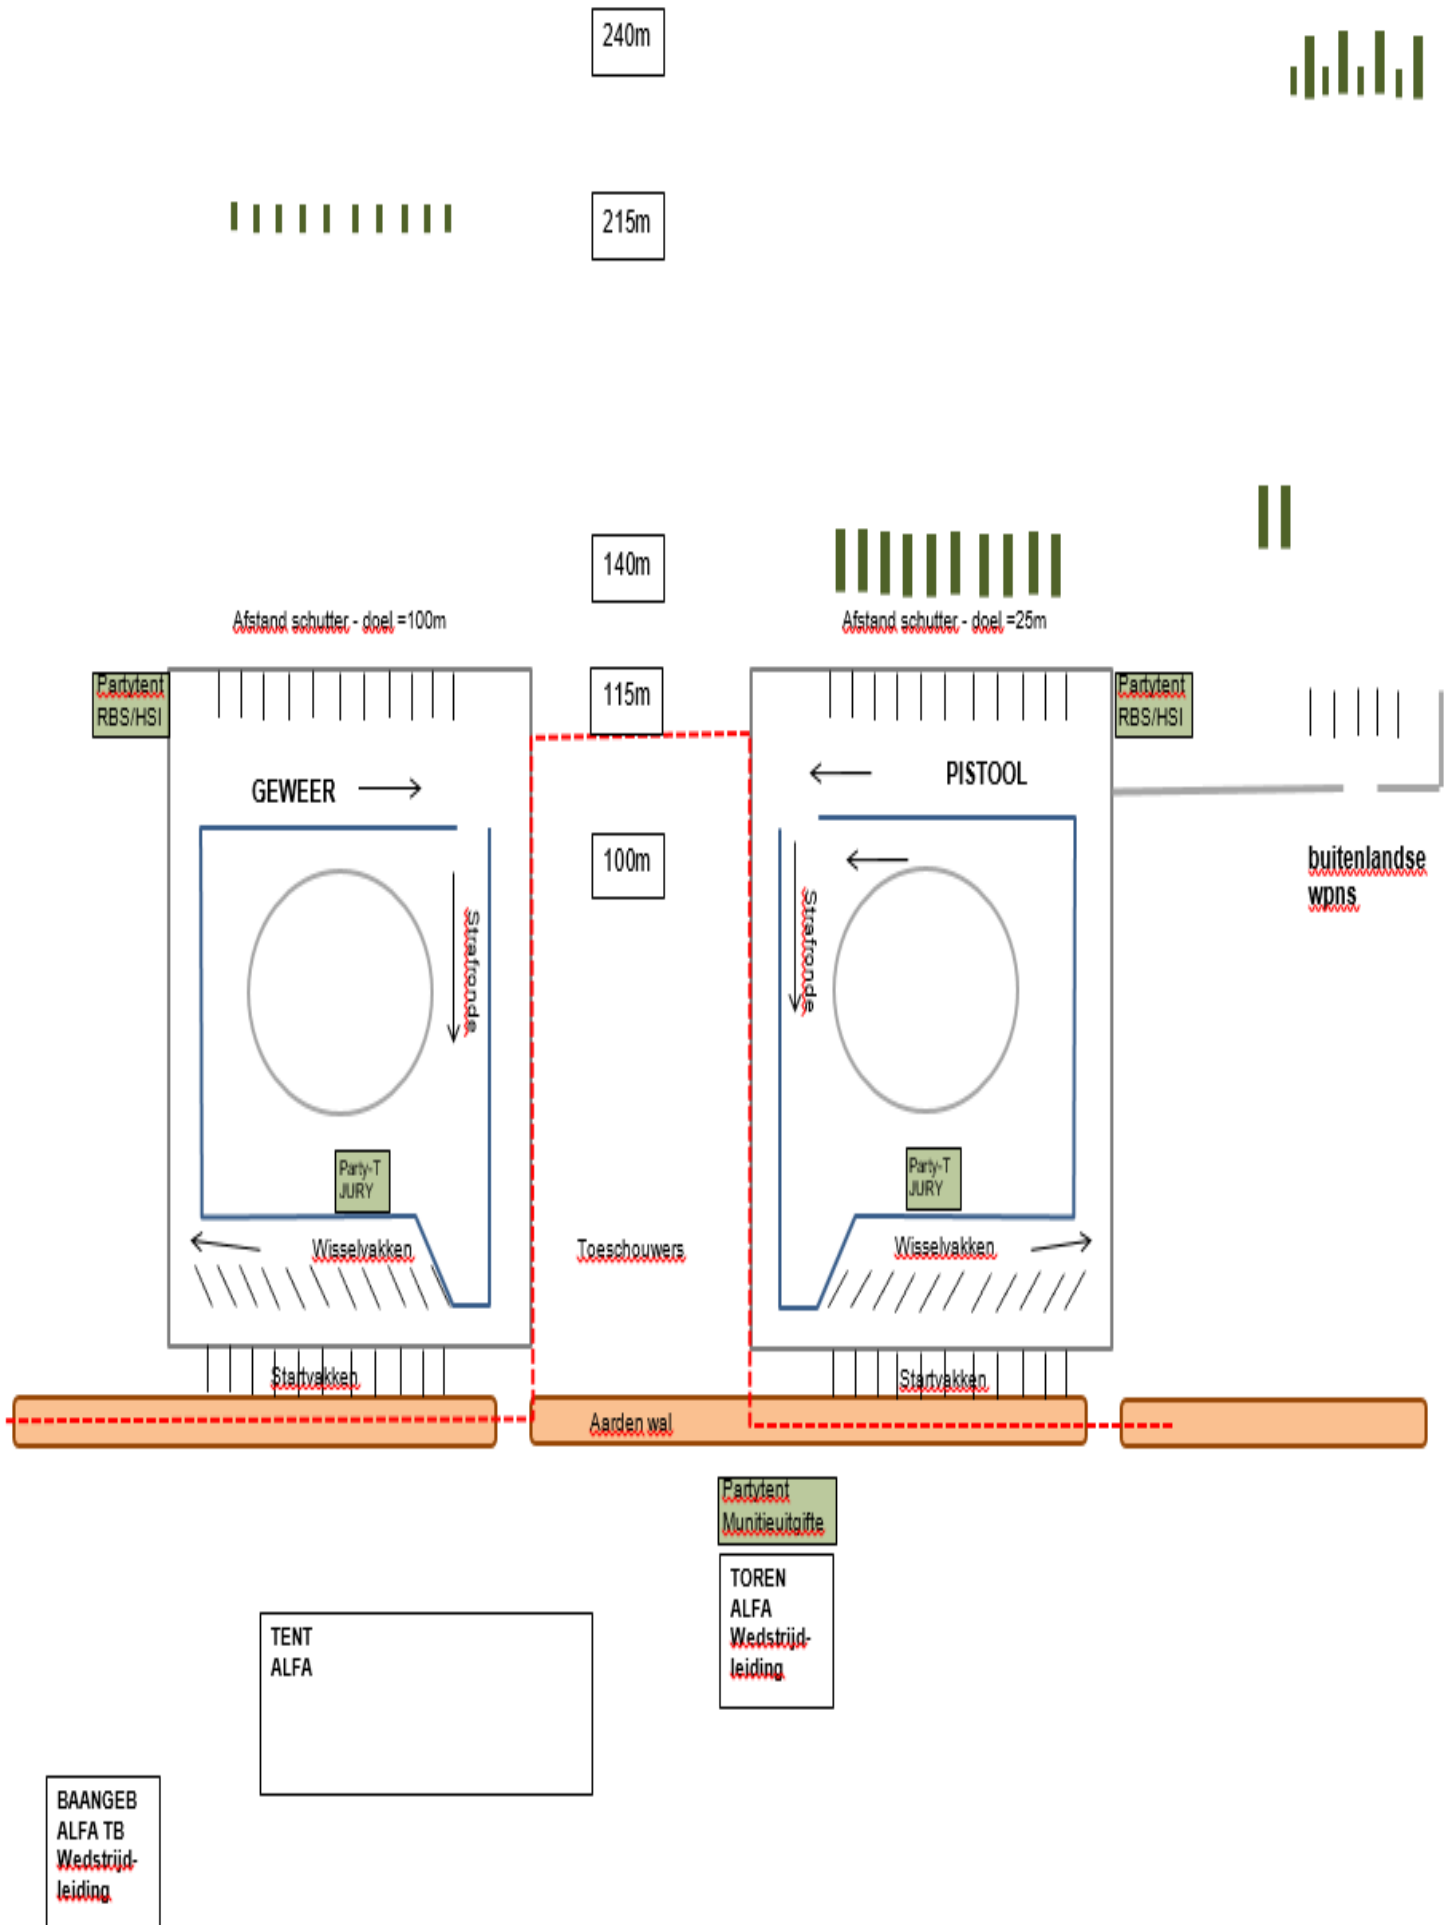 240m
215m
140m
Afstand schutter - doel =100m
Afstand schutter - doel =25m
Partytent
RBS/HSI
115m
Partytent
RBS/HSI
GEWEER
PISTOOL
100m
buitenlandse
wpns
Strafronde
Strafronde
Party-T
JURY
Party-T
JURY
Wisselvakken
Toeschouwers
Wisselvakken
Startvakken
Startvakken
Aarden wal
Partytent
Munitieuitgifte
TOREN
ALFA
Wedstrijd-
leiding
TENT
ALFA
BAANGEB
ALFA TB
Wedstrijd-
leiding